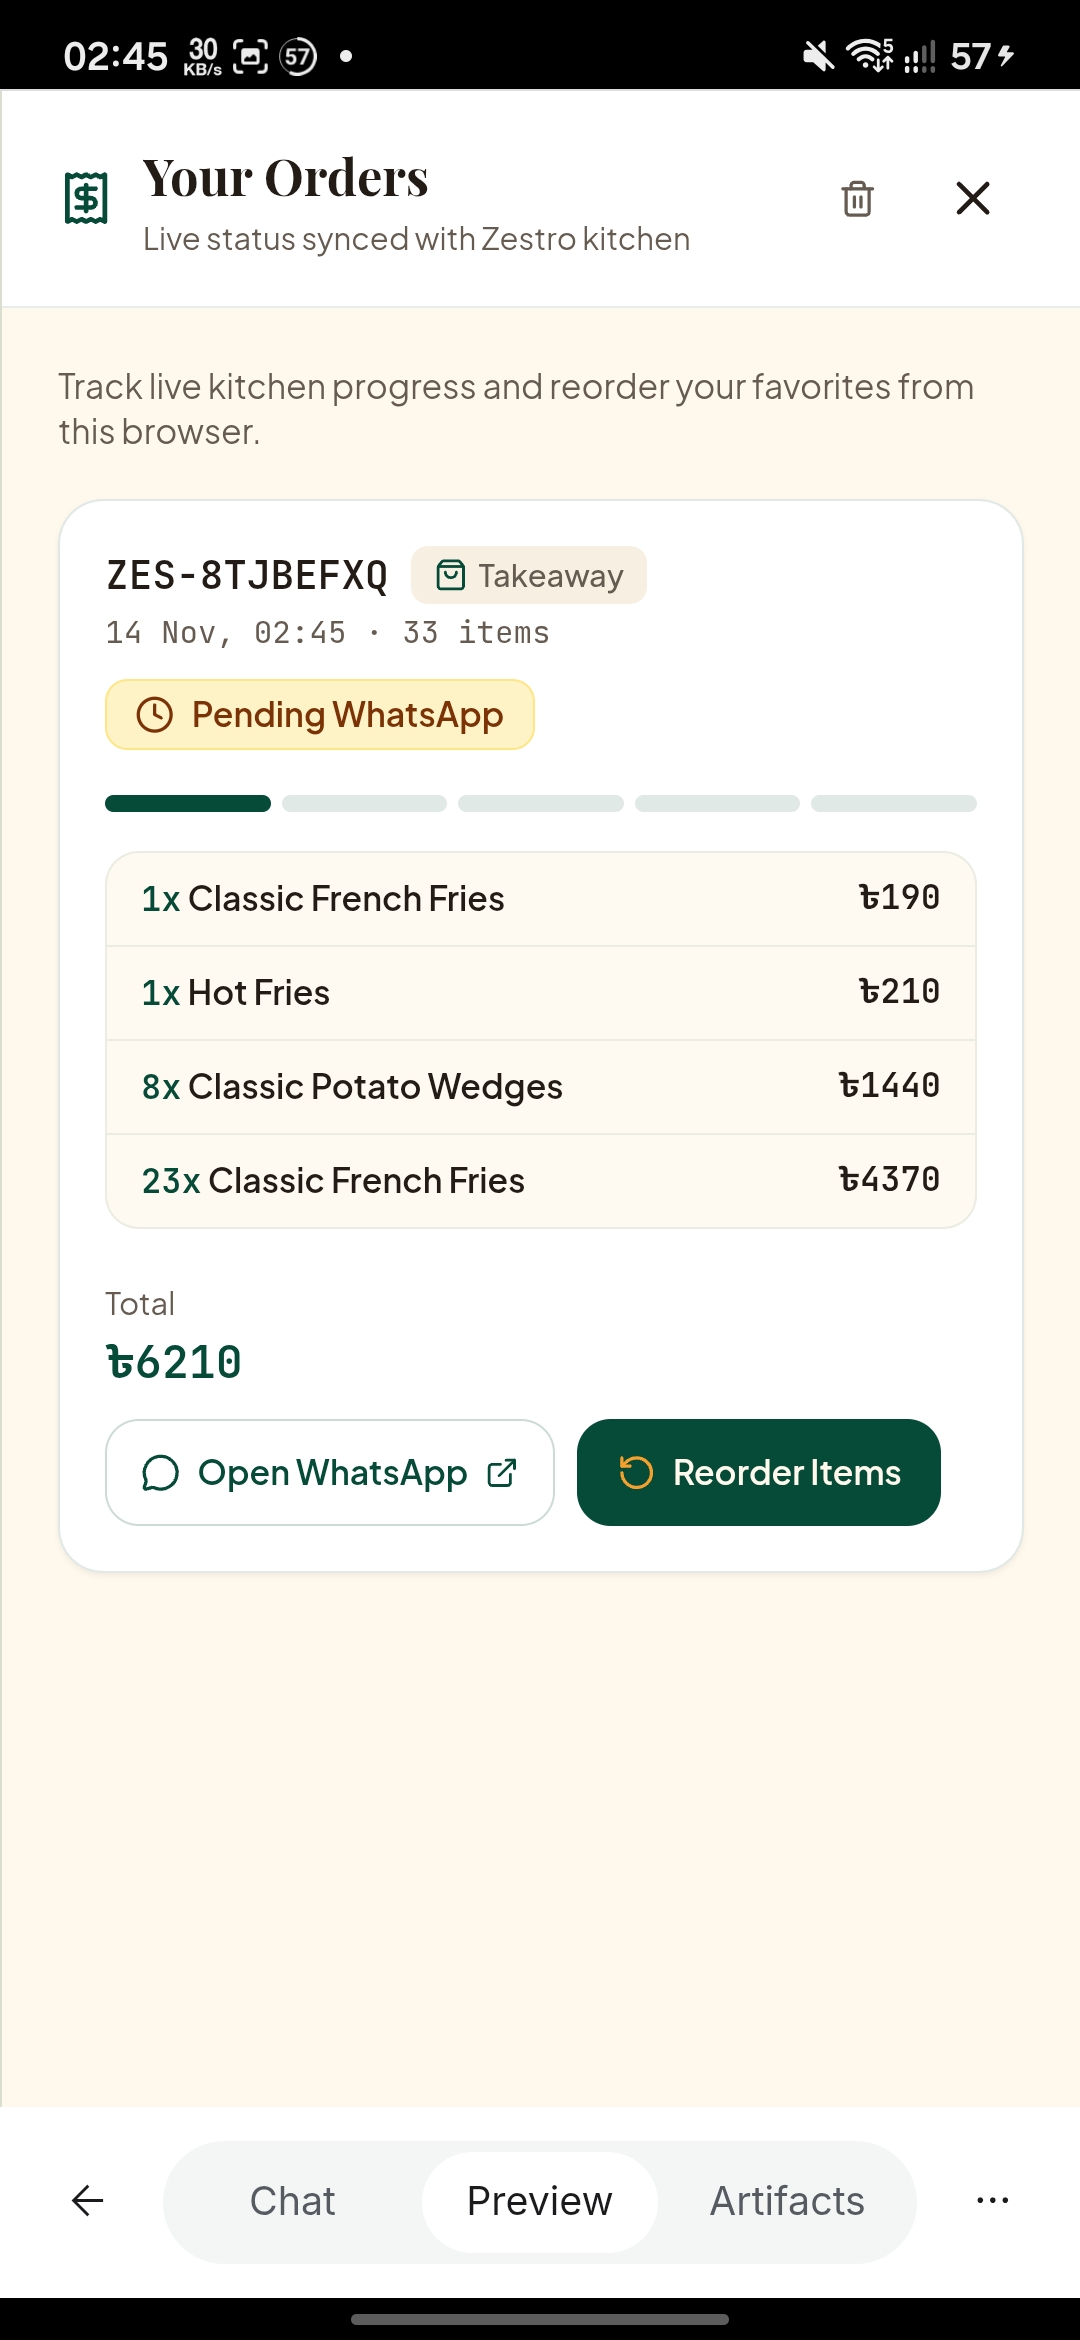 02:45 30 KB/s 57 57
Your Orders
Live status synced with Zestro kitchen
Track live kitchen progress and reorder your favorites from
this browser.
ZES-8TJBEFXQ Takeaway
14 Nov, 02:45 · 33 items
Pending WhatsApp
1x Classic French Fries ৳190
1x Hot Fries ৳210
8x Classic Potato Wedges ৳1440
23x Classic French Fries ৳4370
Total
৳6210
Open WhatsApp Reorder Items
Chat Preview Artifacts